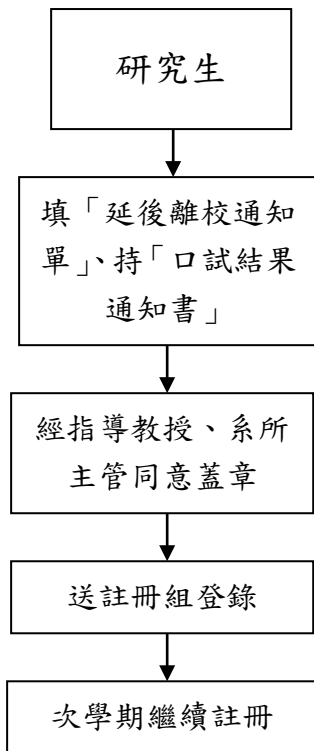 研究生
填「延後離校通知
單」、持「口試結果
通知書」
經指導教授、系所
主管同意蓋章
送註冊組登錄
次學期繼續註冊